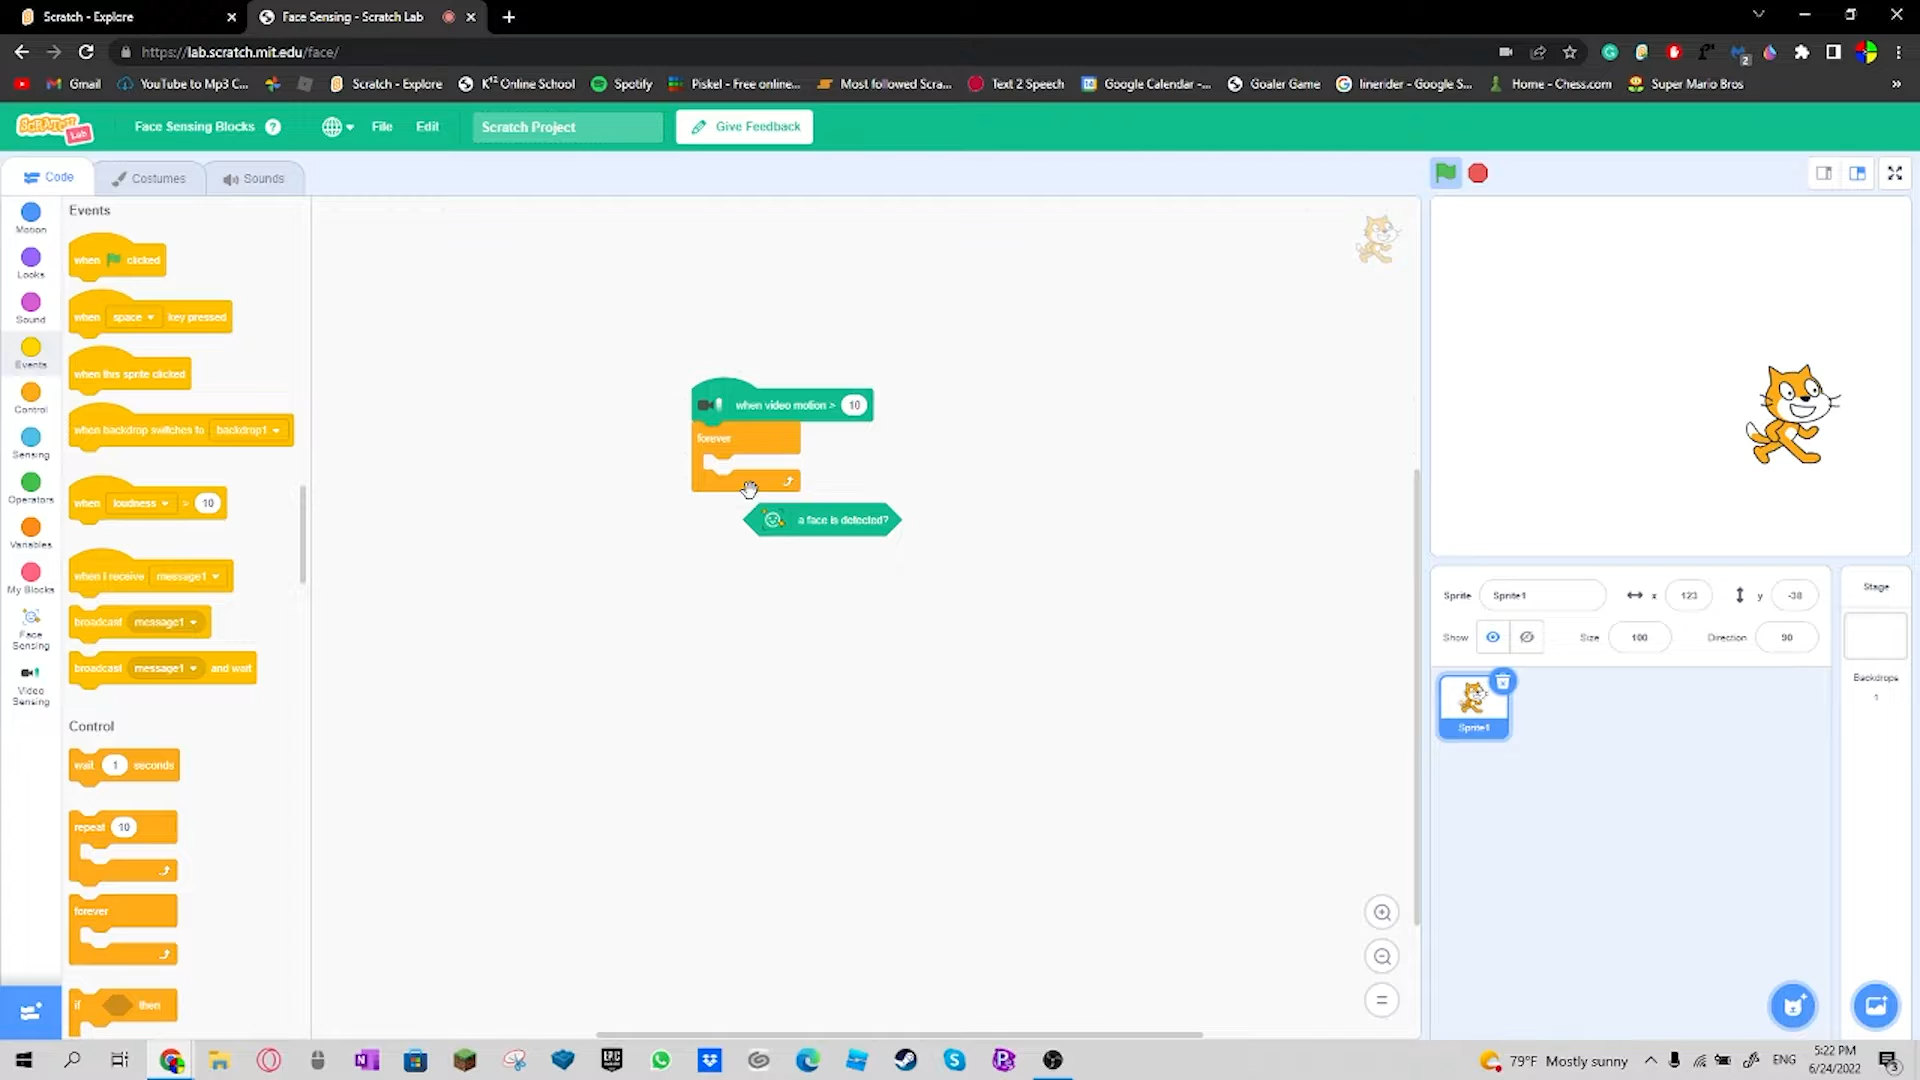 Scratch - Explore
Face Sensing - Scratch Lab
https://lab.scratch.mit.edu/face/
2
Gmail
YouTube to Mp3 C...
Scratch - Explore
K12 Online School
Spotify
Piskel - Free online...
Most followed Scra...
Text 2 Speech
Google Calendar -...
Goaler Game
linerider - Google S...
Home - Chess.com
Super Mario Bros
»
SCRATCH Lab
Face Sensing Blocks ?
File
Edit
Scratch Project
Give Feedback
Code
Costumes
Sounds
Motion
Looks
Sound
Events
Control
Sensing
Operators
Variables
My Blocks
Face
Sensing
Video
Sensing
Events
when clicked
when space key pressed
when this sprite clicked
when backdrop switches to backdrop1
when loudness > 10
when I receive message1
broadcast message1
broadcast message1 and wait
Control
wait 1 seconds
repeat 10
forever
if then
when video motion > 10
forever
a face is detected?
Sprite Sprite1 x 123 y -38
Show Size 100 Direction 90
Sprite1
Stage
Backdrops
1
79°F Mostly sunny
ENG
5:22 PM
6/24/2022
3